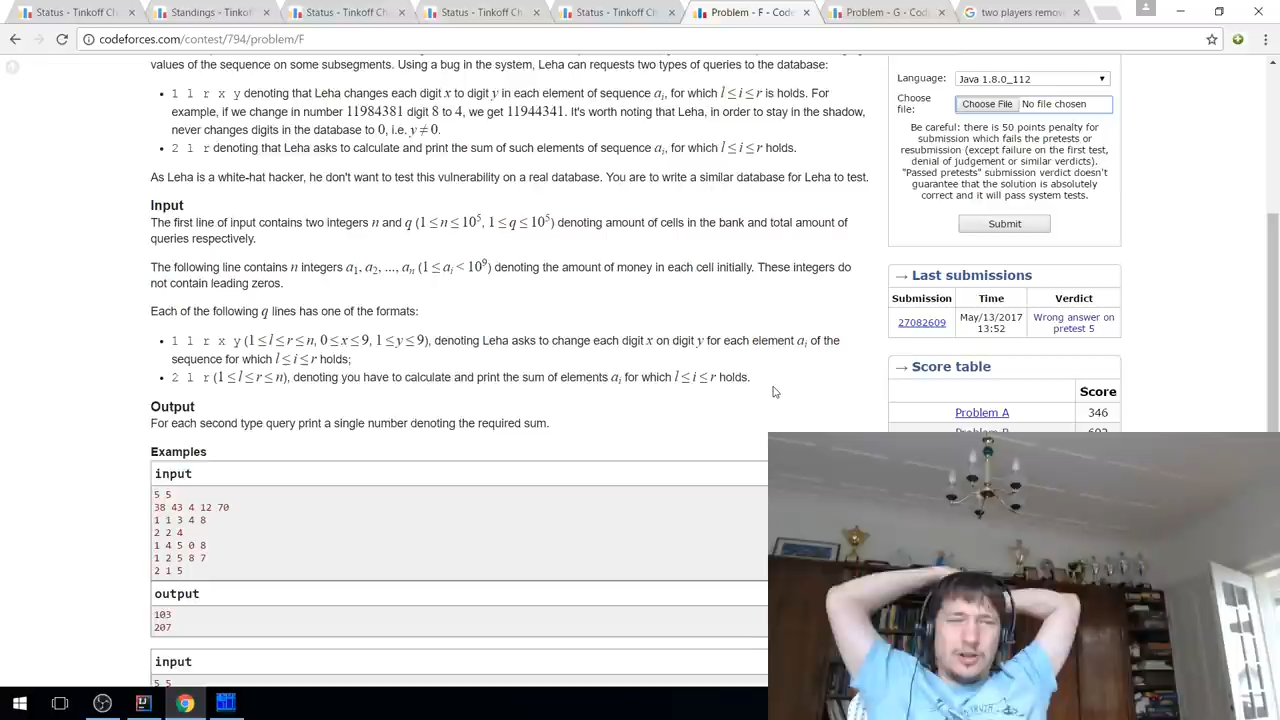 Status - Tinkoff Ch
Standings - Tinkoff
Status - Tinkoff Ch
Status - Tinkoff Ch
Status - Tinkoff Ch
Problem - F - Code
Problem - G - Code
two players remov
codeforces.com/contest/794/problem/F
values of the sequence on some subsegments. Using a bug in the system, Leha can requests two types of queries to the database:
1 l r x y denoting that Leha changes each digit x to digit y in each element of sequence ai, for which l ≤ i ≤ r is holds. For
example, if we change in number 11984381 digit 8 to 4, we get 11944341. It's worth noting that Leha, in order to stay in the shadow,
never changes digits in the database to 0, i.e. y ≠ 0.
2 l r denoting that Leha asks to calculate and print the sum of such elements of sequence ai, for which l ≤ i ≤ r holds.
As Leha is a white-hat hacker, he don't want to test this vulnerability on a real database. You are to write a similar database for Leha to test.
Input
The first line of input contains two integers n and q (1 ≤ n ≤ 10^5, 1 ≤ q ≤ 10^5) denoting amount of cells in the bank and total amount of
queries respectively.
The following line contains n integers a1, a2, ..., an (1 ≤ ai < 10^9) denoting the amount of money in each cell initially. These integers do
not contain leading zeros.
Each of the following q lines has one of the formats:
1 l r x y (1 ≤ l ≤ r ≤ n, 0 ≤ x ≤ 9, 1 ≤ y ≤ 9), denoting Leha asks to change each digit x on digit y for each element ai of the
sequence for which l ≤ i ≤ r holds;
2 l r (1 ≤ l ≤ r ≤ n), denoting you have to calculate and print the sum of elements ai for which l ≤ i ≤ r holds.
Output
For each second type query print a single number denoting the required sum.
Examples
input
5 5
38 43 4 12 70
1 1 3 4 8
2 2 4
1 4 5 0 8
1 2 5 8 7
2 1 5
output
103
207
input
5 5
Language: Java 1.8.0_112
Choose
file: Choose File No file chosen
Be careful: there is 50 points penalty for
submission which fails the pretests or
resubmission (except failure on the first test,
denial of judgement or similar verdicts).
"Passed pretests" submission verdict doesn't
guarantee that the solution is absolutely
correct and it will pass system tests.
Submit
→ Last submissions
Submission Time Verdict
27082609 May/13/2017 13:52 Wrong answer on pretest 5
→ Score table
Score
Problem A 346